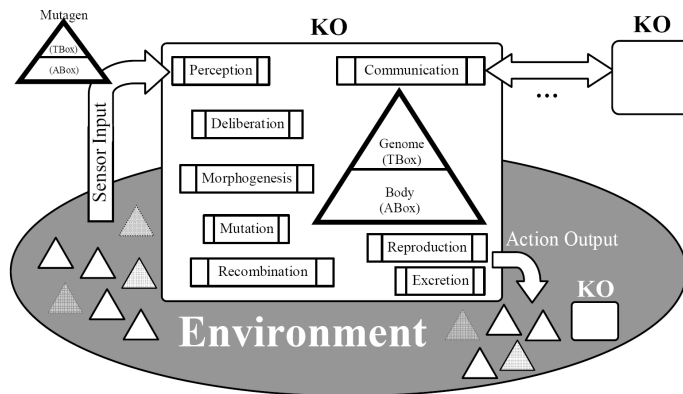 Mutagen
(TBox)
(ABox)
Sensor Input
KO
Perception
Communication
Deliberation
Morphogenesis
Mutation
Recombination
Genome
(TBox)
Body
(ABox)
Reproduction
Excretion
...
KO
Action Output
KO
Environment